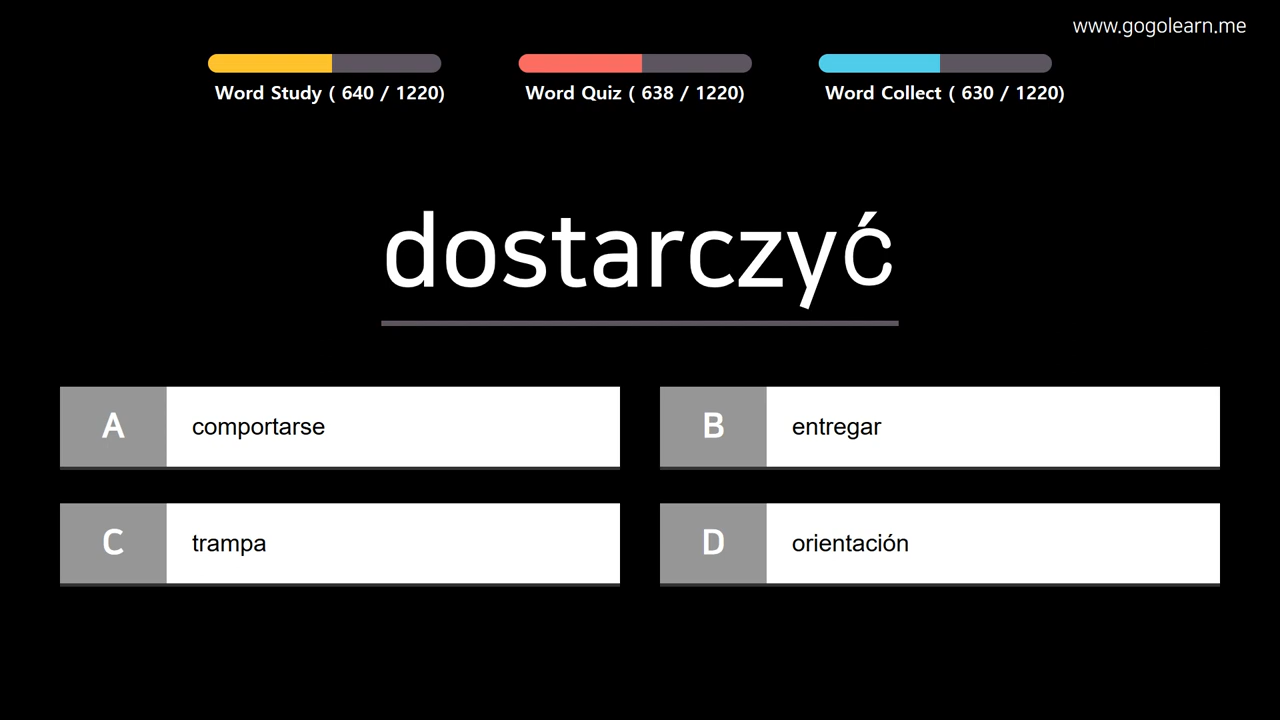 www.gogolearn.me
Word Study ( 640 / 1220)
Word Quiz ( 638 / 1220)
Word Collect ( 630 / 1220)
dostarczyć
A comportarse
B entregar
C trampa
D orientación